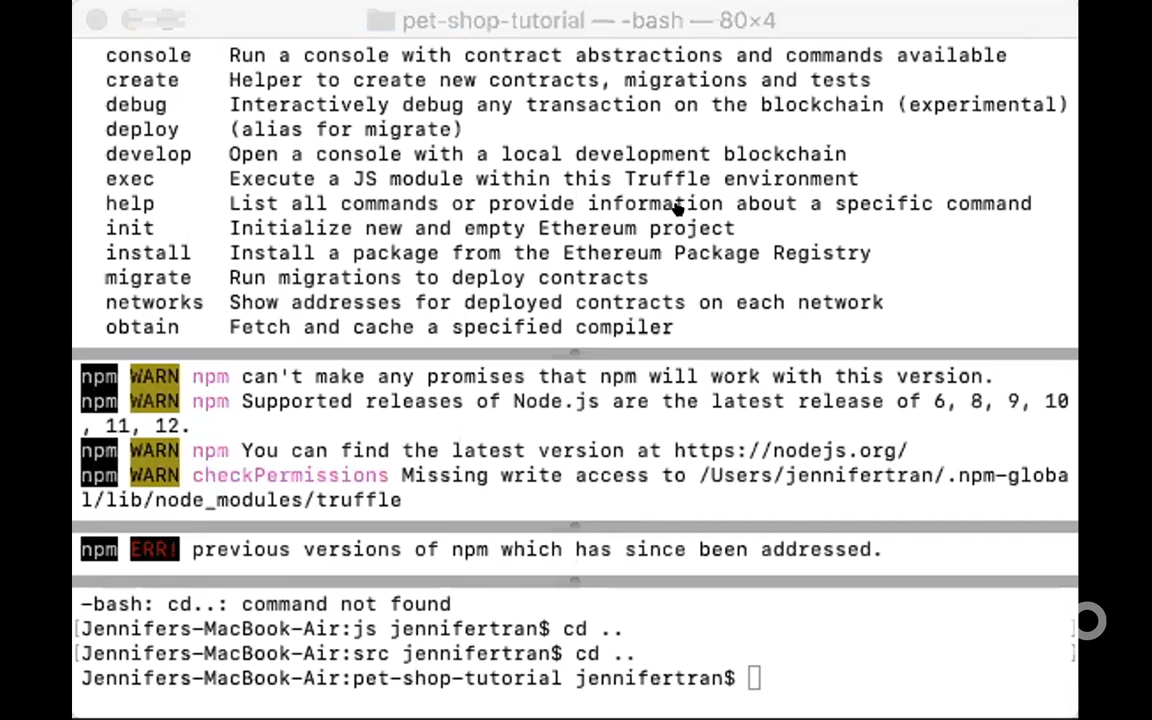 pet-shop-tutorial — -bash — 80×4
console Run a console with contract abstractions and commands available
create Helper to create new contracts, migrations and tests
debug Interactively debug any transaction on the blockchain (experimental)
deploy (alias for migrate)
develop Open a console with a local development blockchain
exec Execute a JS module within this Truffle environment
help List all commands or provide information about a specific command
init Initialize new and empty Ethereum project
install Install a package from the Ethereum Package Registry
migrate Run migrations to deploy contracts
networks Show addresses for deployed contracts on each network
obtain Fetch and cache a specified compiler
npm WARN npm can't make any promises that npm will work with this version.
npm WARN npm Supported releases of Node.js are the latest release of 6, 8, 9, 10
, 11, 12.
npm WARN npm You can find the latest version at https://nodejs.org/
npm WARN checkPermissions Missing write access to /Users/jennifertran/.npm-globa
l/lib/node_modules/truffle
npm ERR! previous versions of npm which has since been addressed.
-bash: cd..: command not found
[Jennifers-MacBook-Air:js jennifertran$ cd .. ]
[Jennifers-MacBook-Air:src jennifertran$ cd .. ]
Jennifers-MacBook-Air:pet-shop-tutorial jennifertran$